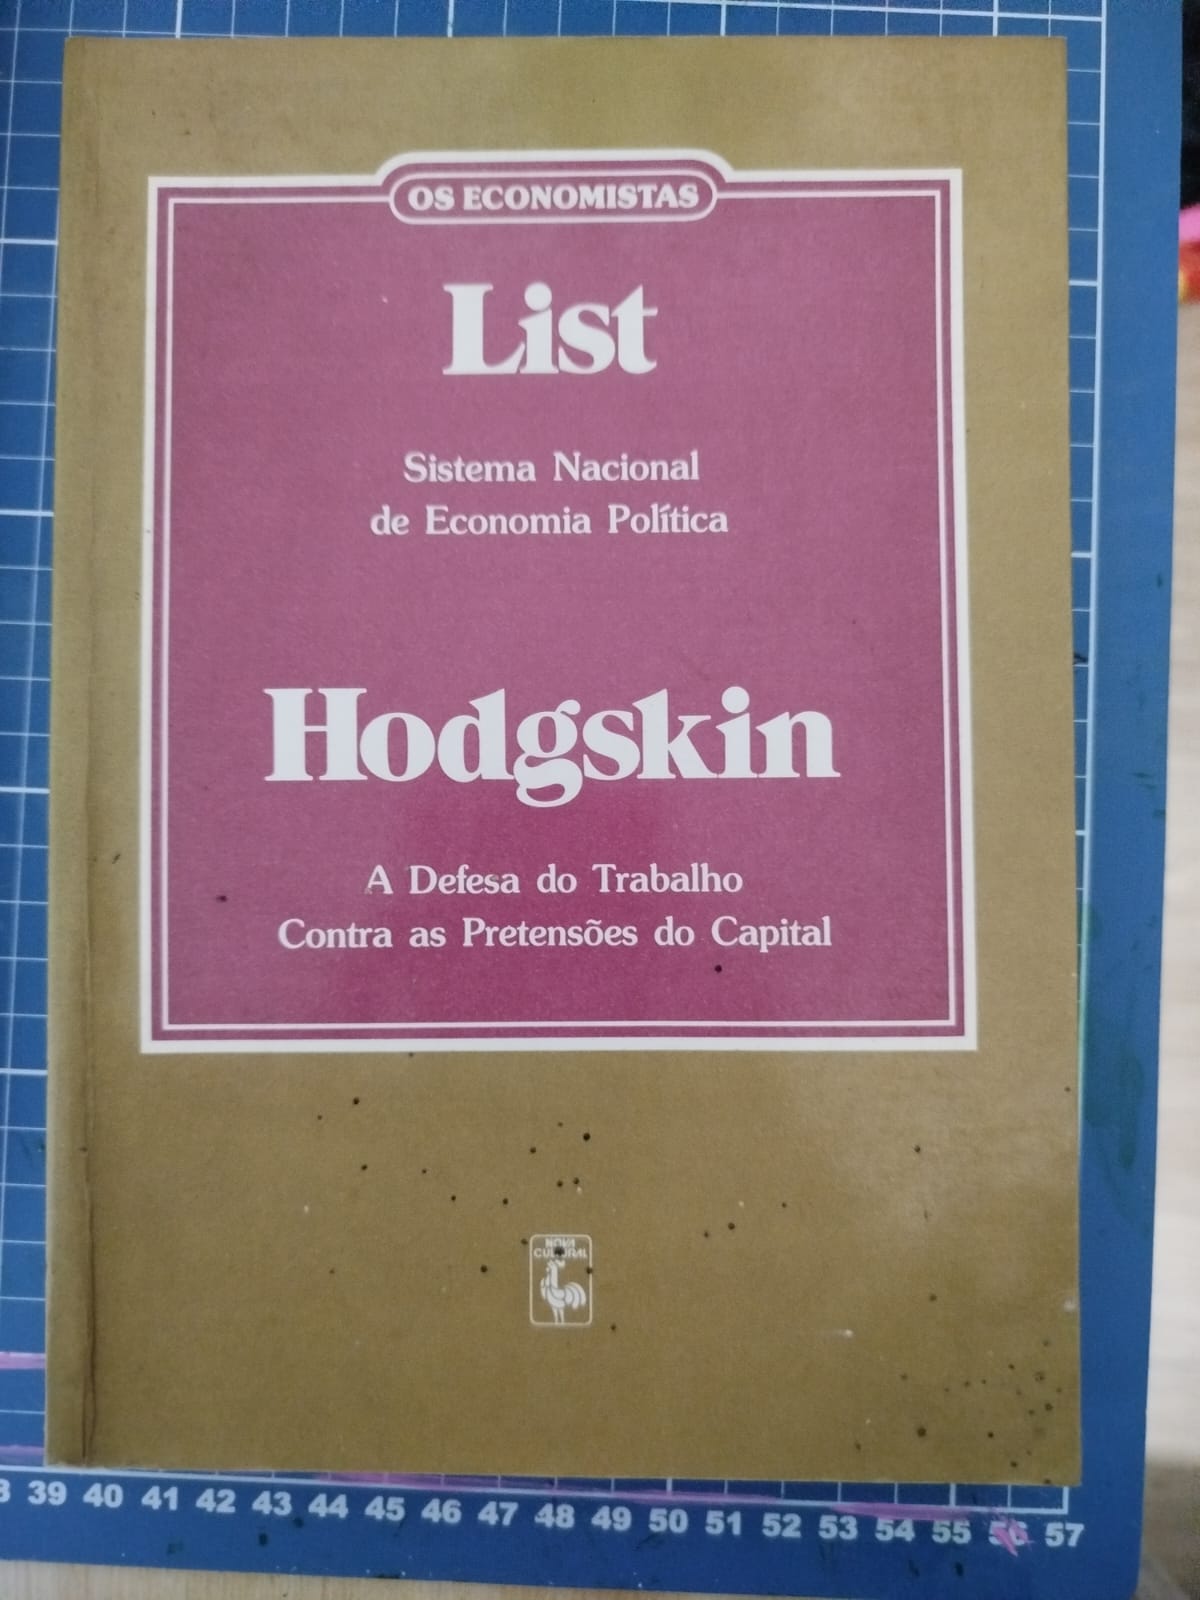 OS ECONOMISTAS
List
Sistema Nacional
de Economia Política
Hodgskin
A Defesa do Trabalho
Contra as Pretensões do Capital
NOVA
CULTURAL
39 40 41 42 43 44 45 46 47 48 49 50 51 52 53 54 55 56 57